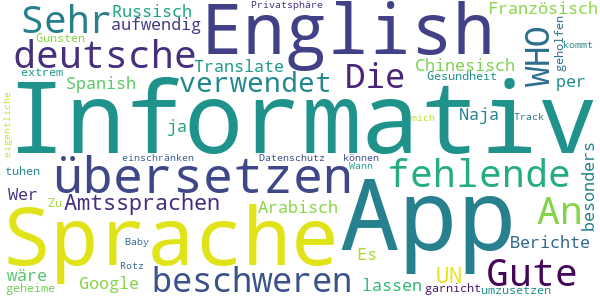 Privatsphäre
Sehr Russisch English Französisch
aufwendig
Gunsten
deutsche Translate Die WHO geholfen kommt
Chinesisch
extrem Spanish verwendet Gesundheit per
Informativ
ja mich Naja Track
eigentliche einschränken Datenschutz können
tuhen übersetzen Wann fehlende besonders
Wer Amtssprachen App An
Zu Arabisch
Sprache Baby Es Berichte
wäre Rotz UN Gute
geheime Google beschweren lassen garnicht umzusetzen